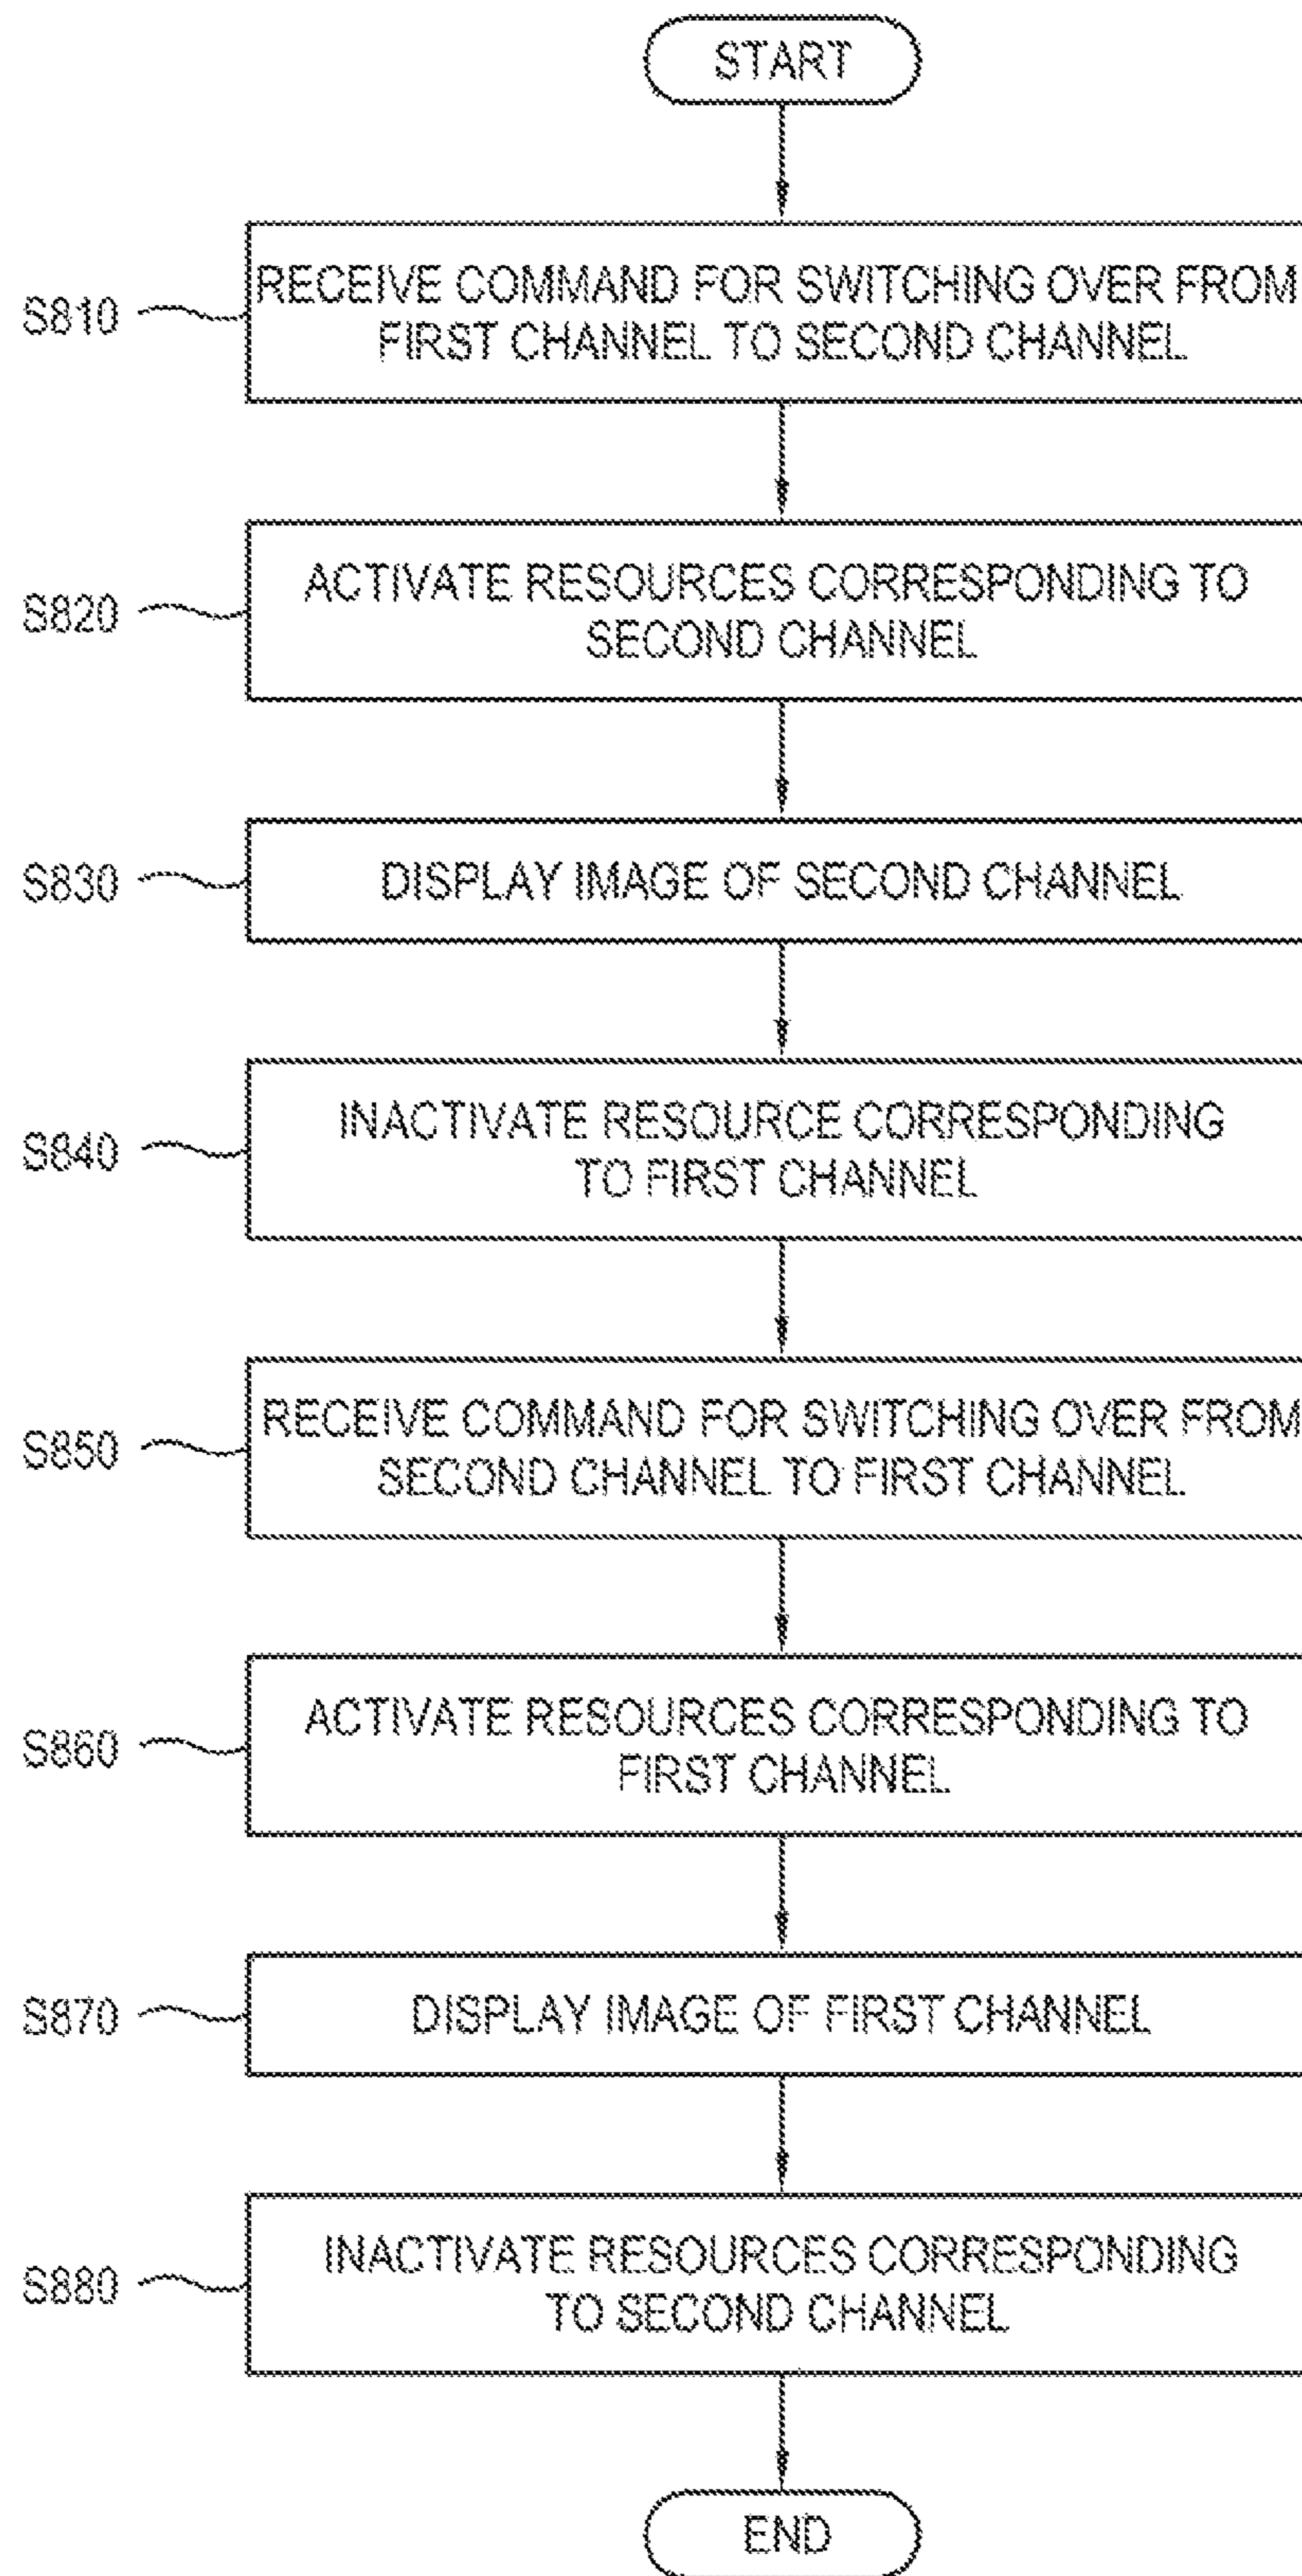 START
S810
RECEIVE COMMAND FOR SWITCHING OVER FROM
FIRST CHANNEL TO SECOND CHANNEL
S820
ACTIVATE RESOURCES CORRESPONDING TO
SECOND CHANNEL
S830
DISPLAY IMAGE OF SECOND CHANNEL
S840
INACTIVATE RESOURCE CORRESPONDING
TO FIRST CHANNEL
S850
RECEIVE COMMAND FOR SWITCHING OVER FROM
SECOND CHANNEL TO FIRST CHANNEL
S860
ACTIVATE RESOURCES CORRESPONDING TO
FIRST CHANNEL
S870
DISPLAY IMAGE OF FIRST CHANNEL
S880
INACTIVATE RESOURCES CORRESPONDING
TO SECOND CHANNEL
END